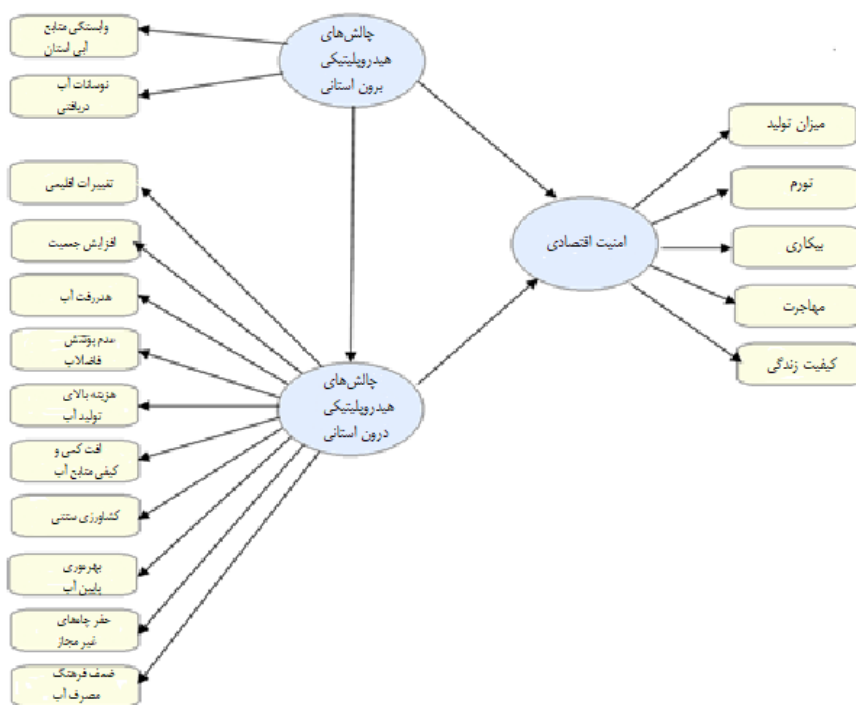 چالش‌های
هیدروپلیتیکی
برون استانی
وابستگی منابع
آبی استان
نوسانات آب
دریافتی
میزان تولید
تورم
امنیت اقتصادی
بیکاری
مهاجرت
کیفیت زندگی
تغییرات اقلیمی
افزایش جمعیت
هدررفت آب
عدم پوشش
فاضلاب
چالش‌های
هیدروپلیتیکی
درون استانی
هزینه بالای
تولید آب
افت کمی و
کیفی منابع آب
کشاورزی سنتی
بهره‌وری
پایین آب
حفر چاه‌های
غیر مجاز
ضعف فرهنگ
مصرف آب